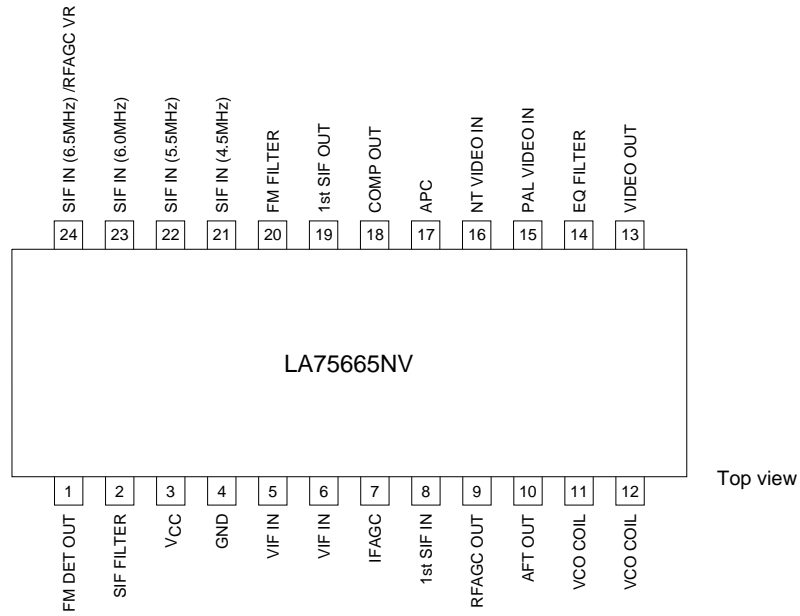 SIF IN (6.5MHz) /RFAGC VR
SIF IN (6.0MHz)
SIF IN (5.5MHz)
SIF IN (4.5MHz)
FM FILTER
1st SIF OUT
COMP OUT
APC
NT VIDEO IN
PAL VIDEO IN
EQ FILTER
VIDEO OUT
24 23 22 21 20 19 18 17 16 15 14 13
LA75665NV
Top view
1 2 3 4 5 6 7 8 9 10 11 12
FM DET OUT
SIF FILTER
VCC
GND
VIF IN
VIF IN
IFAGC
1st SIF IN
RFAGC OUT
AFT OUT
VCO COIL
VCO COIL